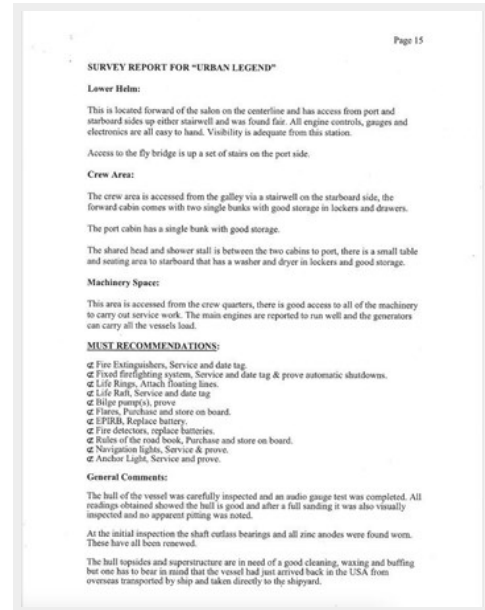 Page 15
SURVEY REPORT FOR "URBAN LEGEND"
Lower Helm:
This is located forward of the salon on the centerline and has access from port and
starboard sides up either stairwell and was found fair. All engine controls, gauges and
electronics are all easy to hand. Visibility is adequate from this station.
Access to the fly bridge is up a set of stairs on the port side.
Crew Area:
The crew area is accessed from the galley via a stairwell on the starboard side, the
forward cabin comes with two single bunks with good storage in lockers and drawers.
The port cabin has a single bunk with good storage.
The shared head and shower stall is between the two cabins to port, there is a small table
and seating area to starboard that has a washer and dryer in lockers and good storage.
Machinery Space:
This area is accessed from the crew quarters, there is good access to all of the machinery
to carry out service work. The main engines are reported to run well and the generators
can carry all the vessels load.
MUST RECOMMENDATIONS:
⊄ Fire Extinguishers, Service and date tag.
⊄ Fixed firefighting system, Service and date tag & prove automatic shutdowns.
⊄ Life Rings, Attach floating lines.
⊄ Life Raft, Service and date tag
⊄ Bilge pump(s), prove
⊄ Flares, Purchase and store on board.
⊄ EPIRB, Replace battery.
⊄ Fire detectors, replace batteries.
⊄ Rules of the road book, Purchase and store on board.
⊄ Navigation lights, Service & prove.
⊄ Anchor Light, Service and prove.
General Comments:
The hull of the vessel was carefully inspected and an audio gauge test was completed. All
readings obtained showed the hull is good and after a full sanding it was also visually
inspected and no apparent pitting was noted.
At the initial inspection the shaft cutlass bearings and all zinc anodes were found worn.
These have all been renewed.
The hull topsides and superstructure are in need of a good cleaning, waxing and buffing
but one has to bear in mind that the vessel had just arrived back in the USA from
overseas transported by ship and taken directly to the shipyard.